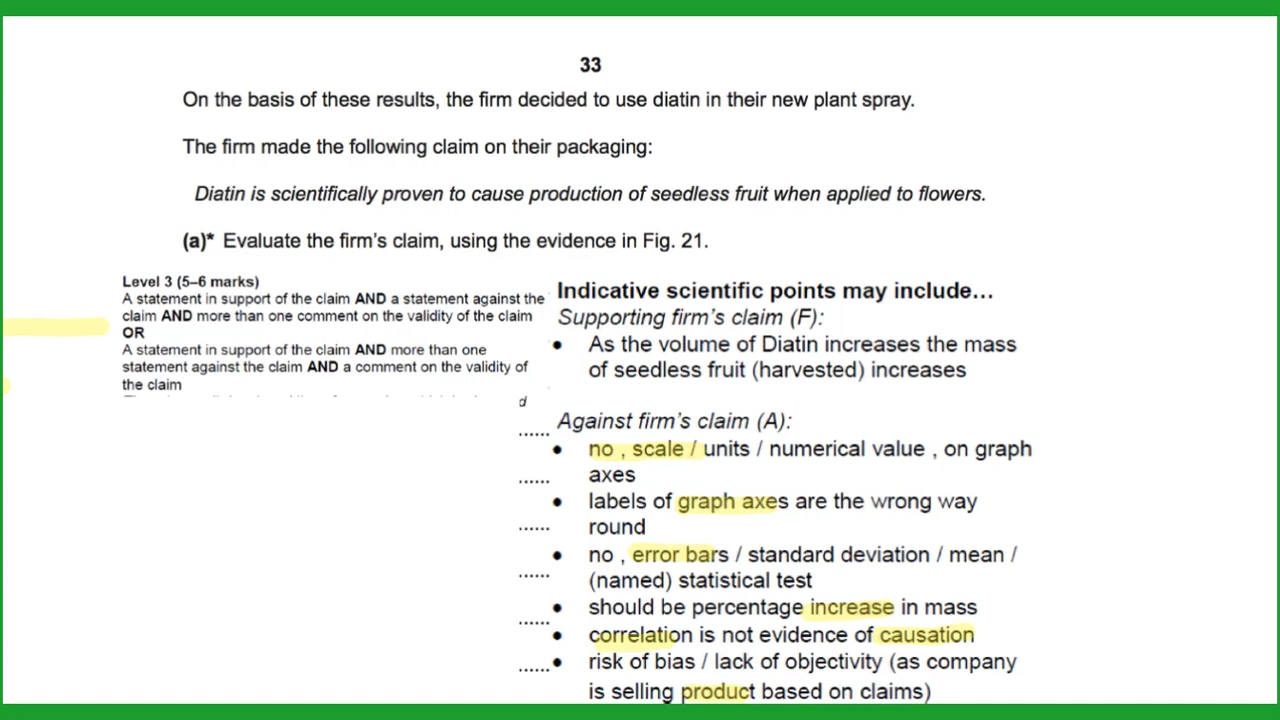 33
On the basis of these results, the firm decided to use diatin in their new plant spray.
The firm made the following claim on their packaging:
Diatin is scientifically proven to cause production of seedless fruit when applied to flowers.
(a)* Evaluate the firm's claim, using the evidence in Fig. 21.
Level 3 (5–6 marks)
A statement in support of the claim AND a statement against the
claim AND more than one comment on the validity of the claim
OR
A statement in support of the claim AND more than one
statement against the claim AND a comment on the validity of
the claim
d
Indicative scientific points may include…
Supporting firm's claim (F):
• As the volume of Diatin increases the mass
of seedless fruit (harvested) increases
Against firm's claim (A):
• no , scale / units / numerical value , on graph
axes
• labels of graph axes are the wrong way
round
• no , error bars / standard deviation / mean /
(named) statistical test
• should be percentage increase in mass
• correlation is not evidence of causation
• risk of bias / lack of objectivity (as company
is selling product based on claims)